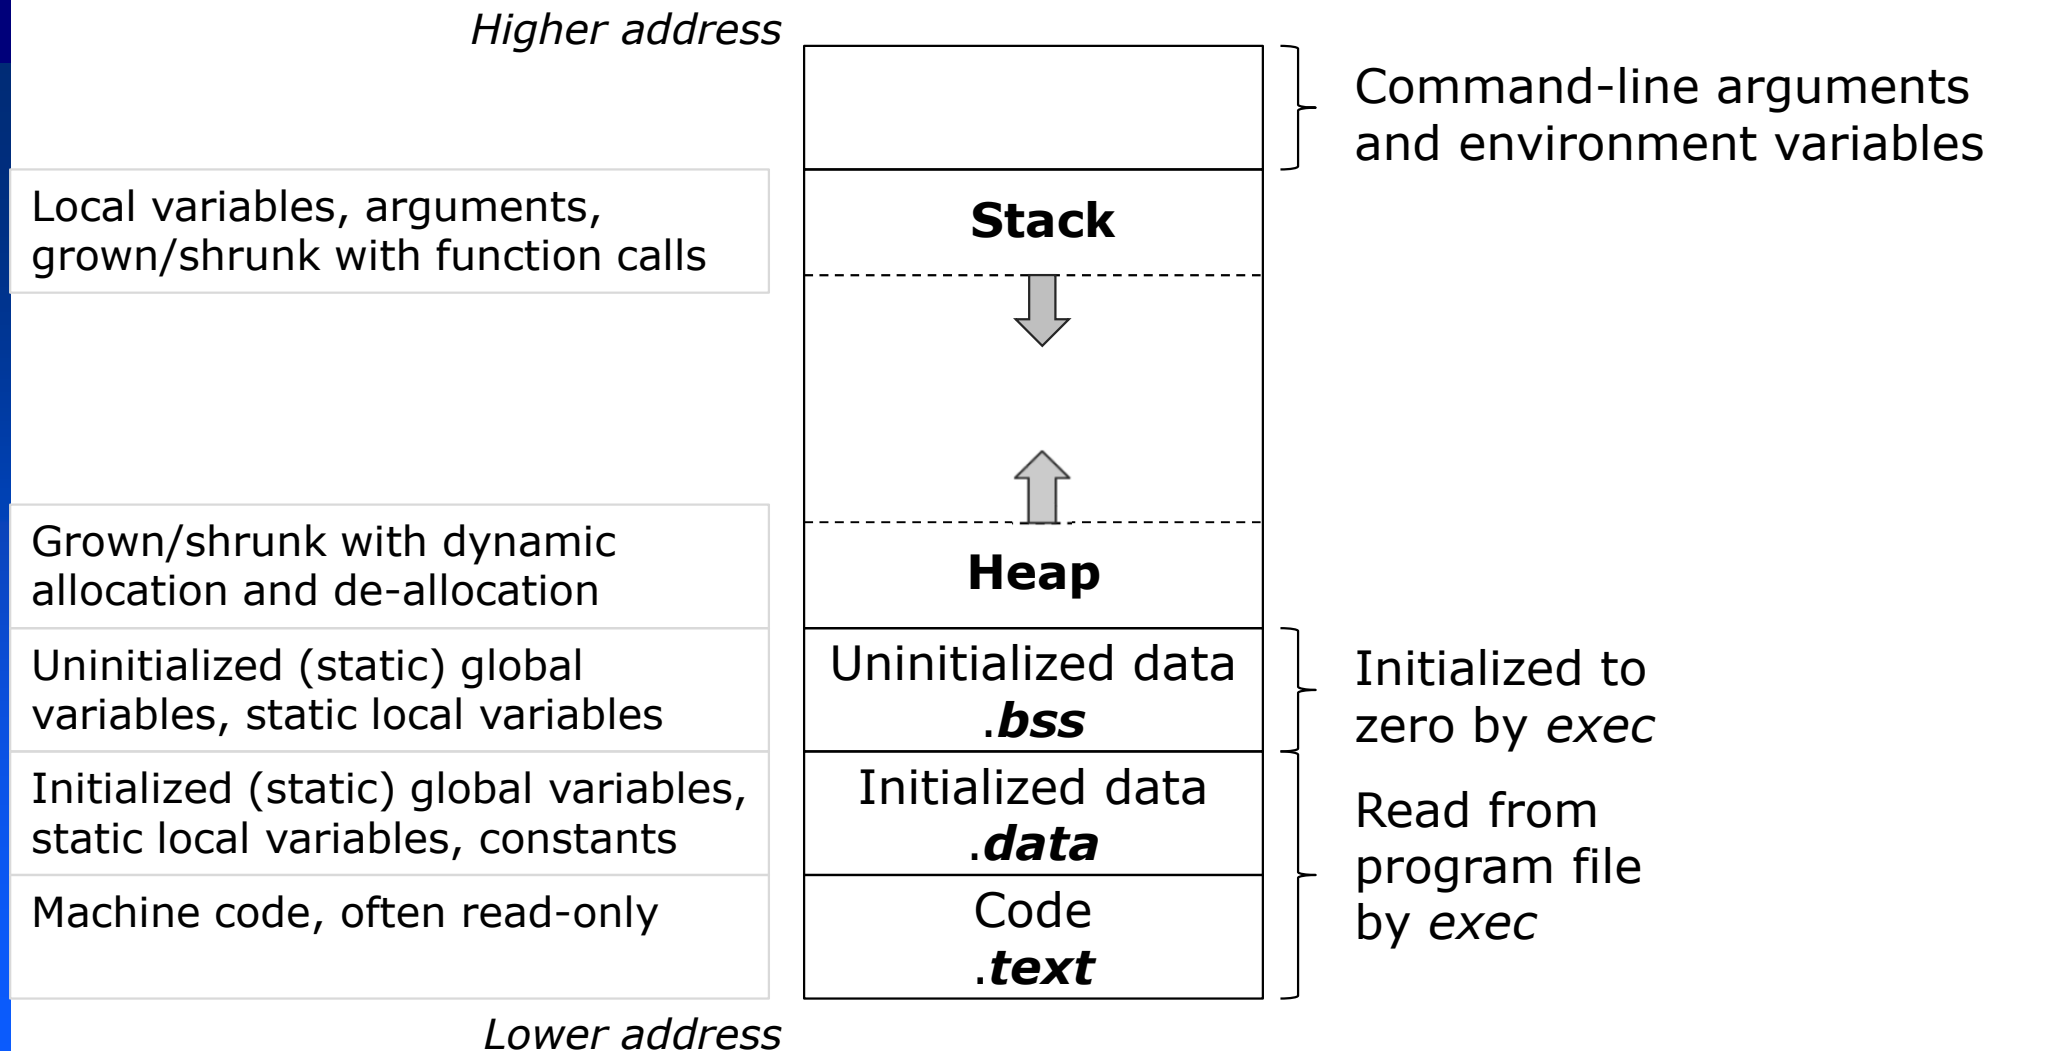 Higher address
Command-line arguments
and environment variables
Local variables, arguments,
grown/shrunk with function calls
Stack
Grown/shrunk with dynamic
allocation and de-allocation
Heap
Uninitialized (static) global
variables, static local variables
Uninitialized data
.bss
Initialized to
zero by exec
Initialized (static) global variables,
static local variables, constants
Initialized data
.data
Read from
program file
by exec
Machine code, often read-only
Code
.text
Lower address